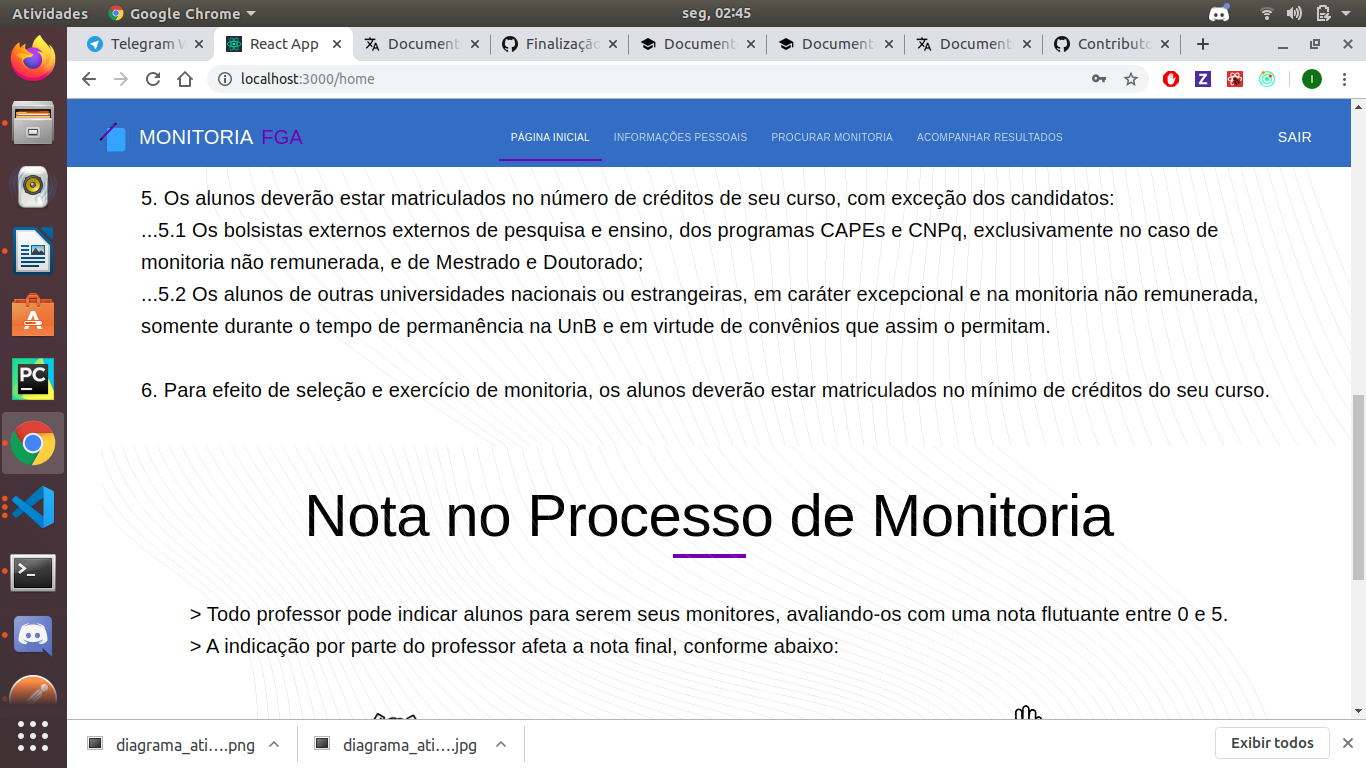 Atividades Google Chrome seg, 02:45
Telegram W React App Document Finalização Document Document Document Contributo
localhost:3000/home
MONITORIA FGA PÁGINA INICIAL INFORMAÇÕES PESSOAIS PROCURAR MONITORIA ACOMPANHAR RESULTADOS SAIR
5. Os alunos deverão estar matriculados no número de créditos de seu curso, com exceção dos candidatos:
...5.1 Os bolsistas externos externos de pesquisa e ensino, dos programas CAPEs e CNPq, exclusivamente no caso de
monitoria não remunerada, e de Mestrado e Doutorado;
...5.2 Os alunos de outras universidades nacionais ou estrangeiras, em caráter excepcional e na monitoria não remunerada,
somente durante o tempo de permanência na UnB e em virtude de convênios que assim o permitam.
6. Para efeito de seleção e exercício de monitoria, os alunos deverão estar matriculados no mínimo de créditos do seu curso.
Nota no Processo de Monitoria
> Todo professor pode indicar alunos para serem seus monitores, avaliando-os com uma nota flutuante entre 0 e 5.
> A indicação por parte do professor afeta a nota final, conforme abaixo:
diagrama_ati....png diagrama_ati....jpg Exibir todos